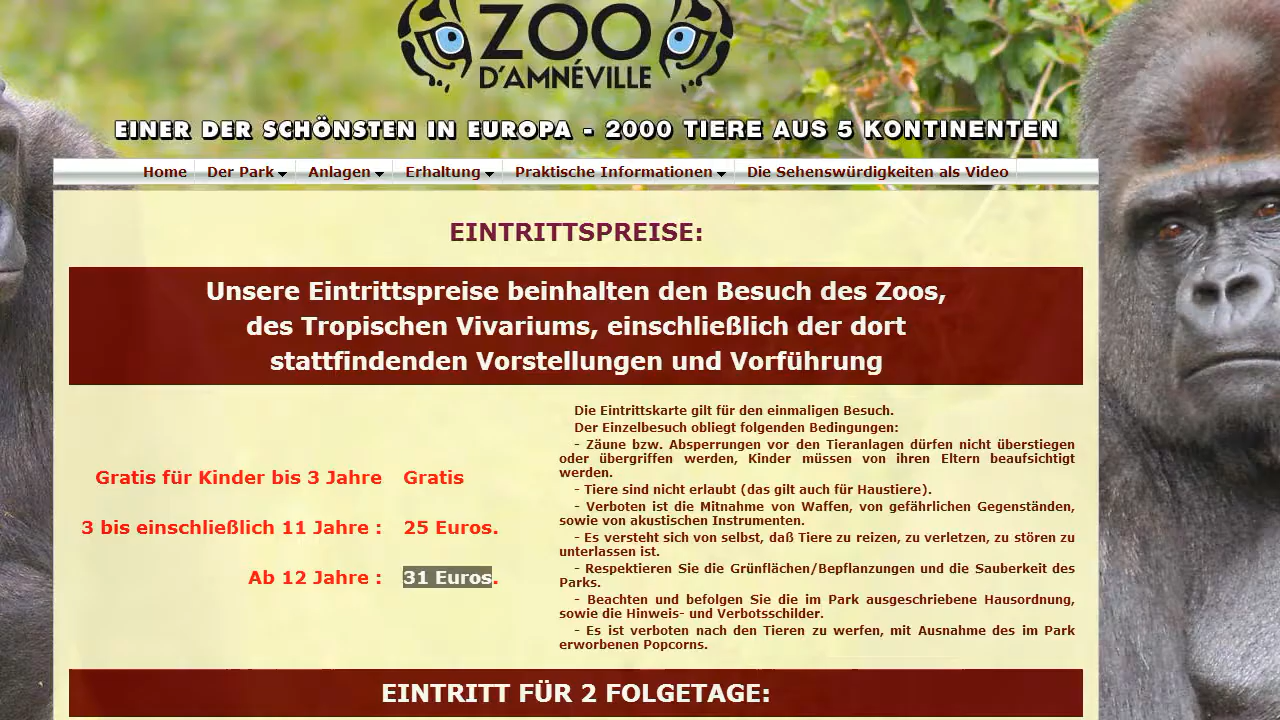 ZOO
D'AMNÉVILLE
EINER DER SCHÖNSTEN IN EUROPA - 2000 TIERE AUS 5 KONTINENTEN
Home Der Park Anlagen Erhaltung Praktische Informationen Die Sehenswürdigkeiten als Video
EINTRITTSPREISE:
Unsere Eintrittspreise beinhalten den Besuch des Zoos,
des Tropischen Vivariums, einschließlich der dort
stattfindenden Vorstellungen und Vorführung
Gratis für Kinder bis 3 Jahre Gratis
3 bis einschließlich 11 Jahre : 25 Euros.
Ab 12 Jahre : 31 Euros.
Die Eintrittskarte gilt für den einmaligen Besuch.
Der Einzelbesuch obliegt folgenden Bedingungen:
- Zäune bzw. Absperrungen vor den Tieranlagen dürfen nicht überstiegen
oder übergriffen werden, Kinder müssen von ihren Eltern beaufsichtigt
werden.
- Tiere sind nicht erlaubt (das gilt auch für Haustiere).
- Verboten ist die Mitnahme von Waffen, von gefährlichen Gegenständen,
sowie von akustischen Instrumenten.
- Es versteht sich von selbst, daß Tiere zu reizen, zu verletzen, zu stören zu
unterlassen ist.
- Respektieren Sie die Grünflächen/Bepflanzungen und die Sauberkeit des
Parks.
- Beachten und befolgen Sie die im Park ausgeschriebene Hausordnung,
sowie die Hinweis- und Verbotsschilder.
- Es ist verboten nach den Tieren zu werfen, mit Ausnahme des im Park
erworbenen Popcorns.
EINTRITT FÜR 2 FOLGETAGE: